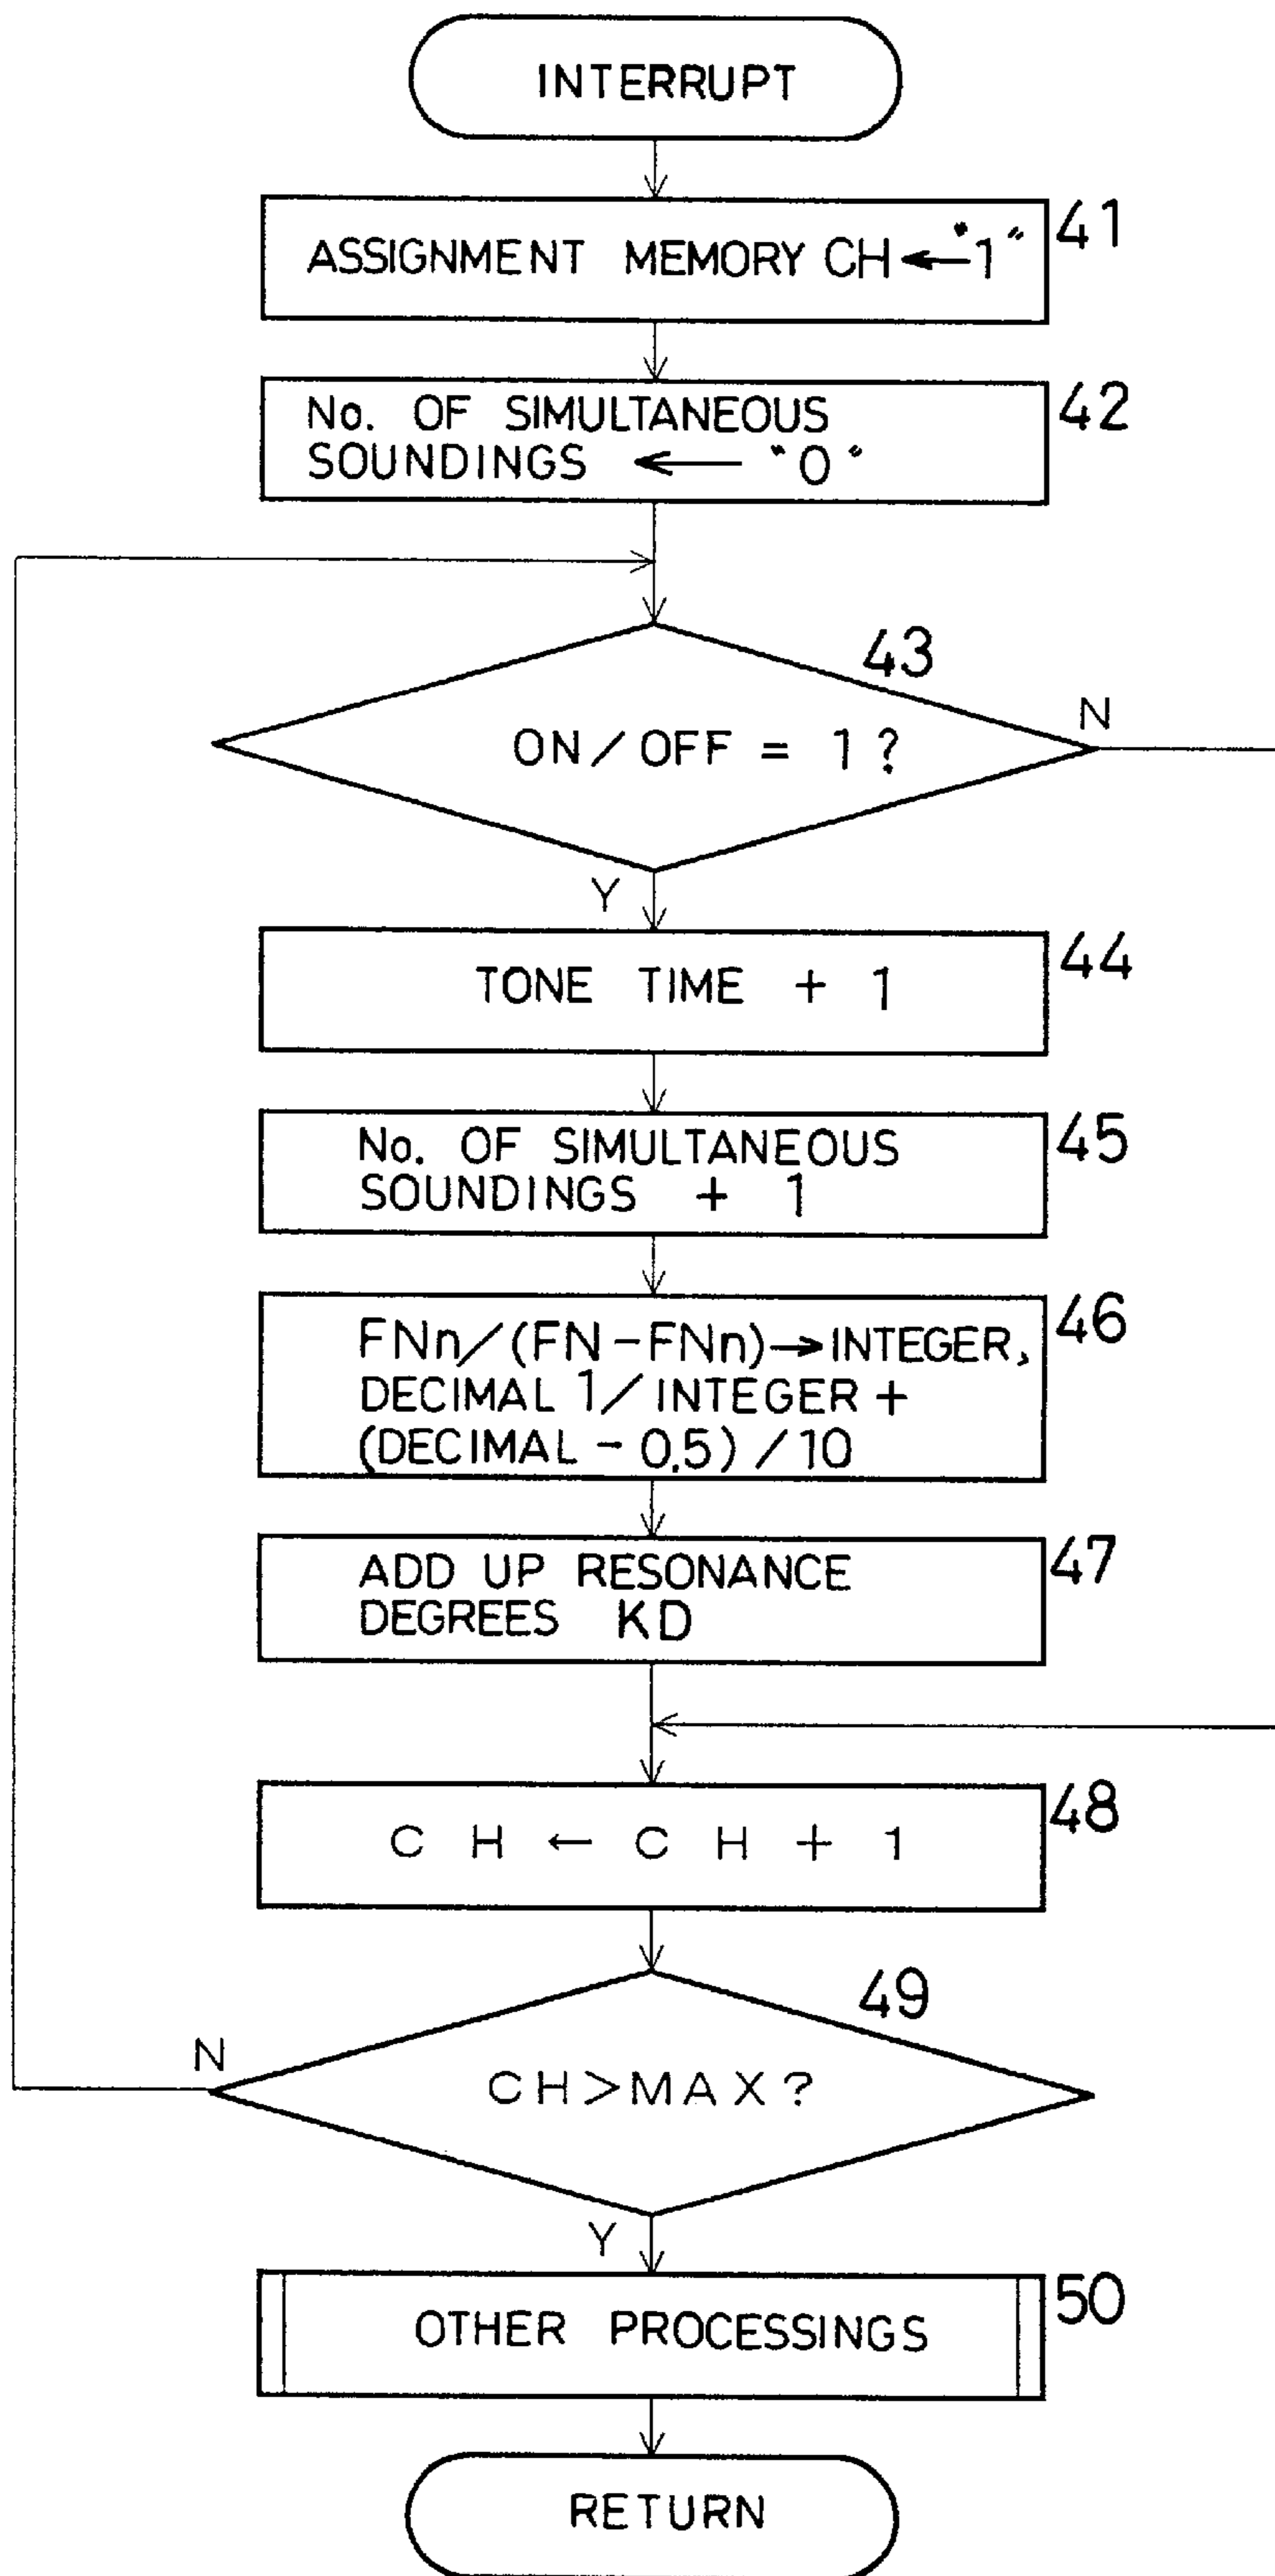 INTERRUPT
ASSIGNMENT MEMORY CH ← "1"
41
No. OF SIMULTANEOUS
SOUNDINGS ← "0"
42
43
ON/OFF = 1 ?
N
Y
TONE TIME + 1
44
No. OF SIMULTANEOUS
SOUNDINGS + 1
45
FNn/(FN-FNn)→INTEGER,
DECIMAL 1/INTEGER +
(DECIMAL - 0.5) /10
46
ADD UP RESONANCE
DEGREES KD
47
CH ← CH + 1
48
49
N
CH>MAX?
Y
OTHER PROCESSINGS
50
RETURN